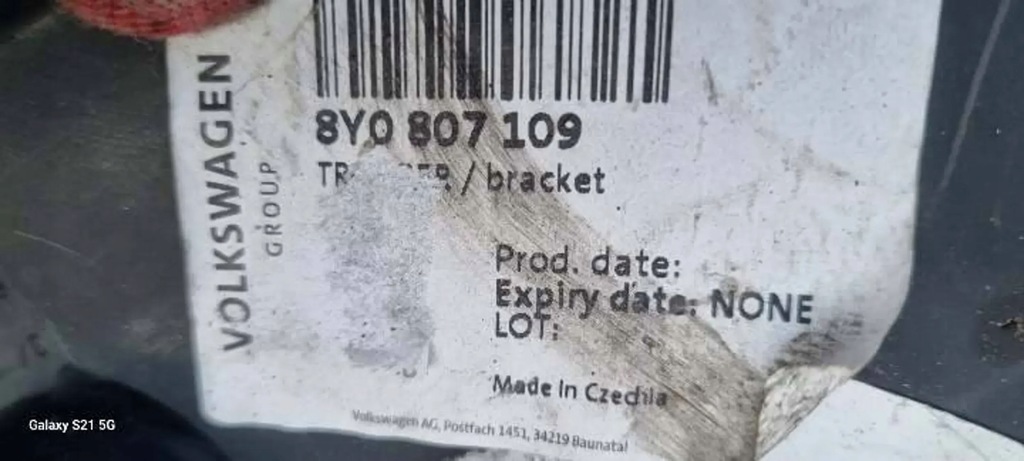 VOLKSWAGEN
GROUP
8Y0 807 109
/ bracket
Prod. date:
Expiry date: NONE
LOT:
Made in Czechia
Volkswagen AG, Postfach 1451, 34219 Baunatal
Galaxy S21 5G